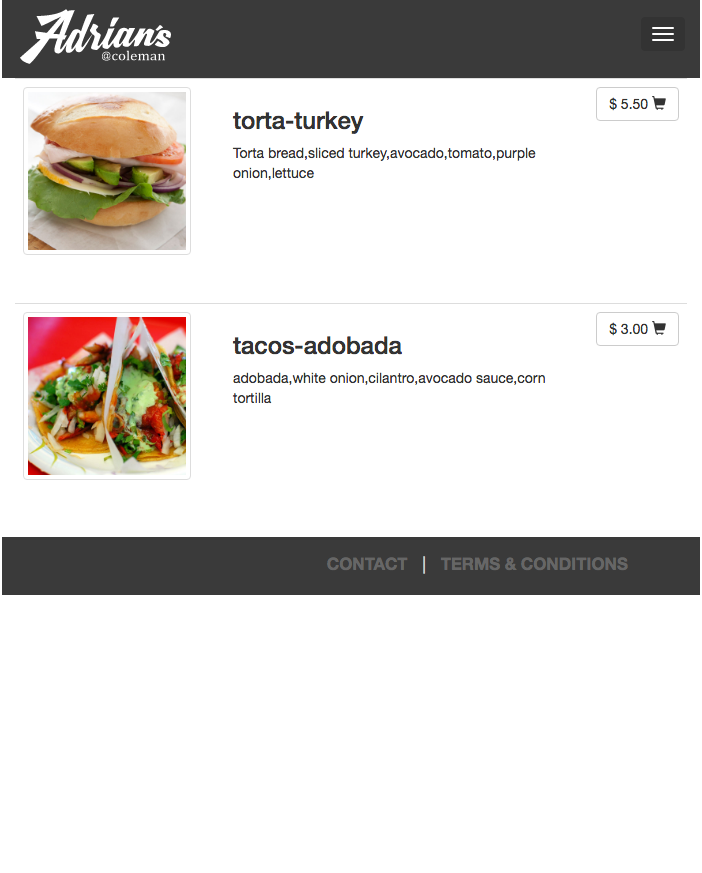 Adrian's
@coleman
torta-turkey
$ 5.50
Torta bread,sliced turkey,avocado,tomato,purple
onion,lettuce
tacos-adobada
$ 3.00
adobada,white onion,cilantro,avocado sauce,corn
tortilla
CONTACT | TERMS & CONDITIONS